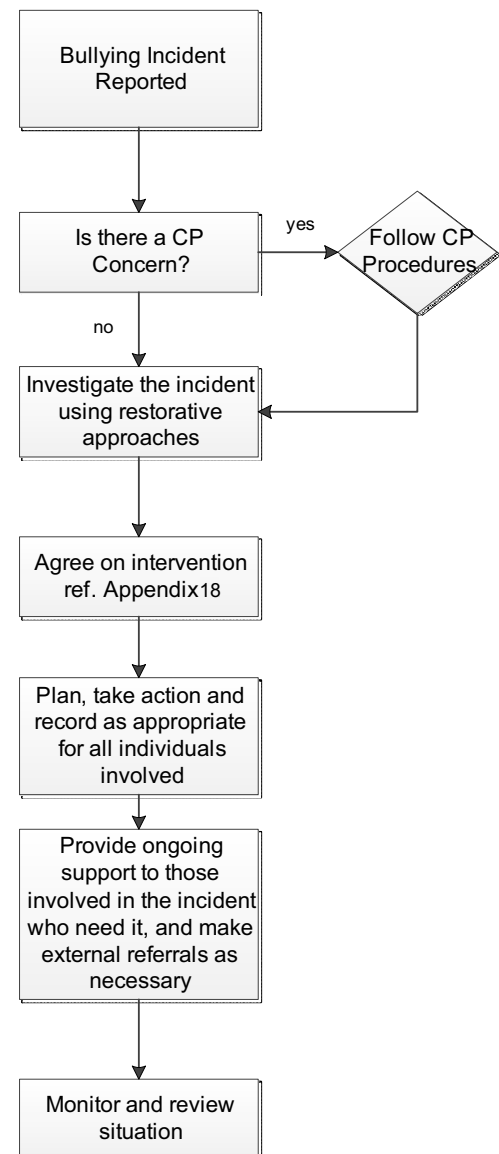 Bullying Incident
Reported
Is there a CP
Concern?
yes
Follow CP
Procedures
no
Investigate the incident
using restorative
approaches
Agree on intervention
ref. Appendix18
Plan, take action and
record as appropriate
for all individuals
involved
Provide ongoing
support to those
involved in the incident
who need it, and make
external referrals as
necessary
Monitor and review
situation